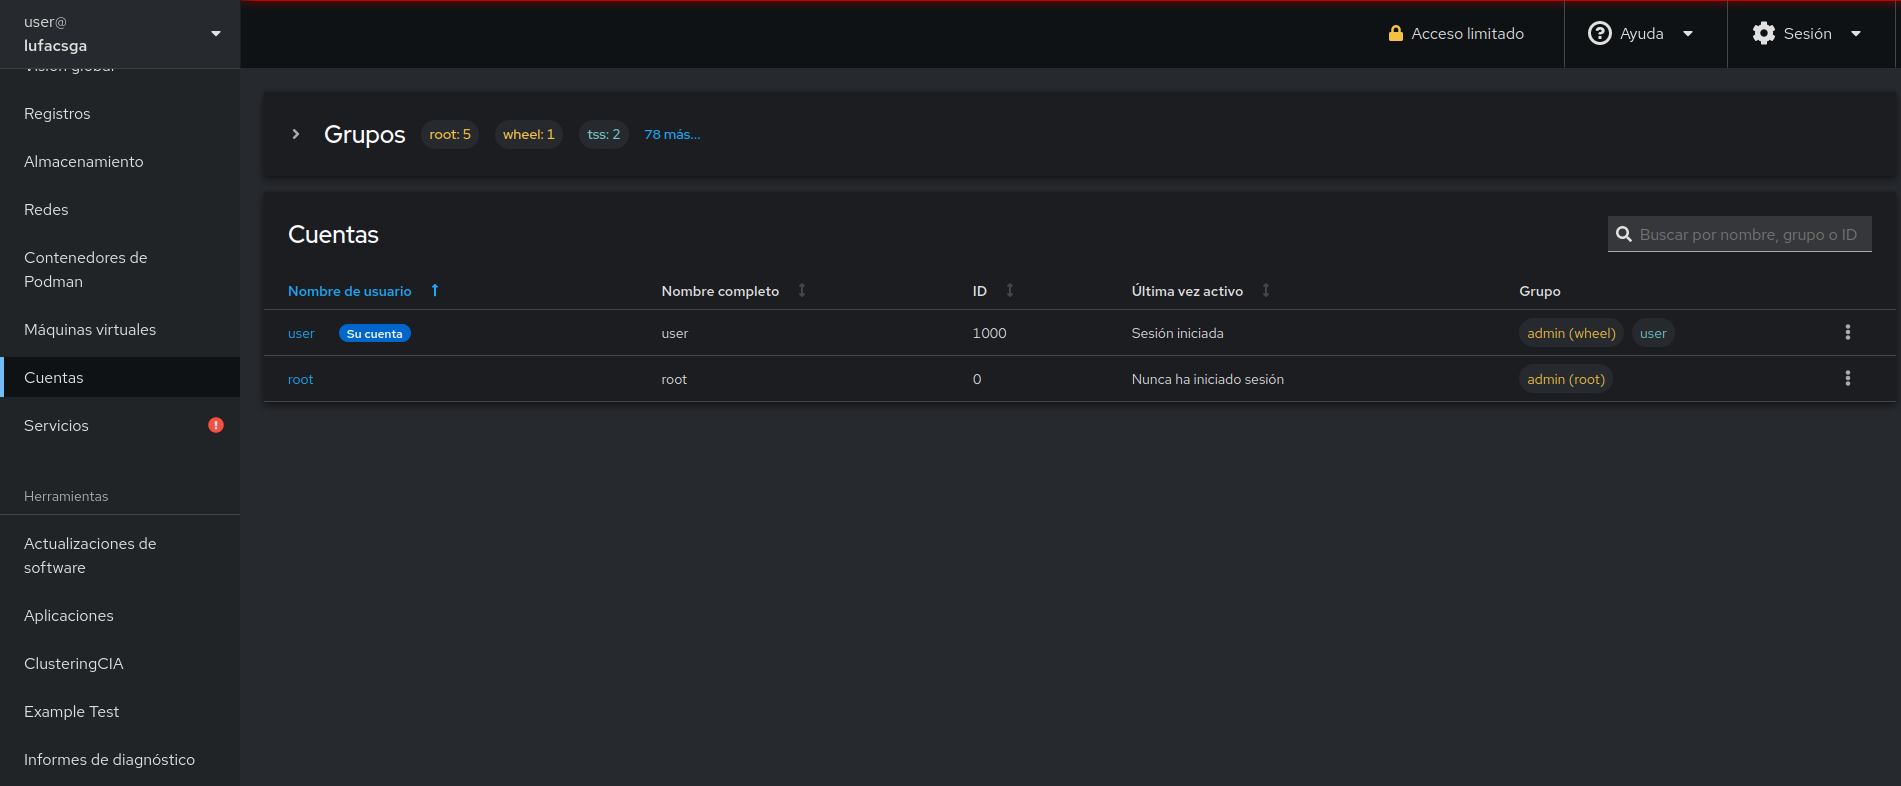 user@
lufacsga
Acceso limitado
Ayuda
Sesión
Visión global
Registros
Almacenamiento
Redes
Contenedores de
Podman
Máquinas virtuales
Cuentas
Servicios
Herramientas
Actualizaciones de
software
Aplicaciones
ClusteringCIA
Example Test
Informes de diagnóstico
Grupos root: 5 wheel: 1 tss: 2 78 más...
Cuentas
Buscar por nombre, grupo o ID
Nombre de usuario Nombre completo ID Última vez activo Grupo
user Su cuenta user 1000 Sesión iniciada admin (wheel) user
root root 0 Nunca ha iniciado sesión admin (root)